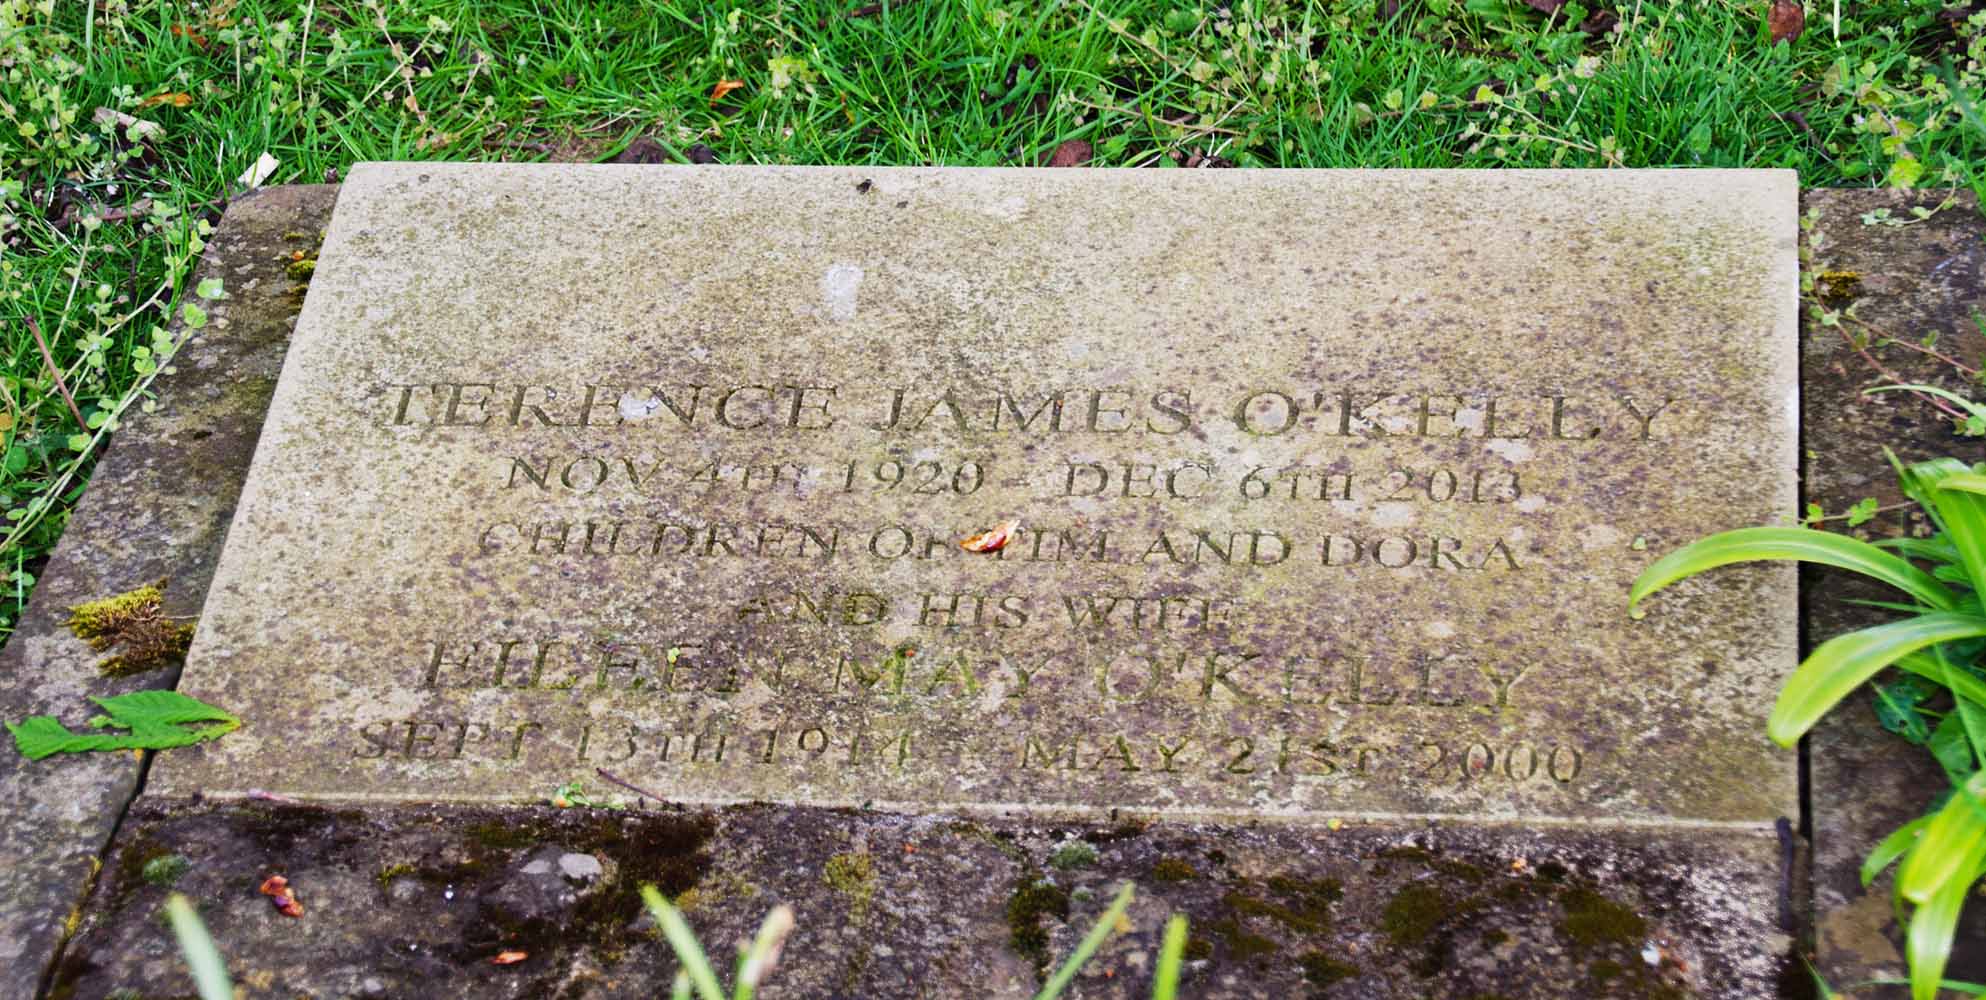 TERENCE JAMES O'KELLY
NOV 4TH 1920 - DEC 6TH 2013
CHILDREN OF TIM AND DORA
AND HIS WIFE
EILEEN MAY O'KELLY
SEPT 13TH 1914 - MAY 21ST 2000